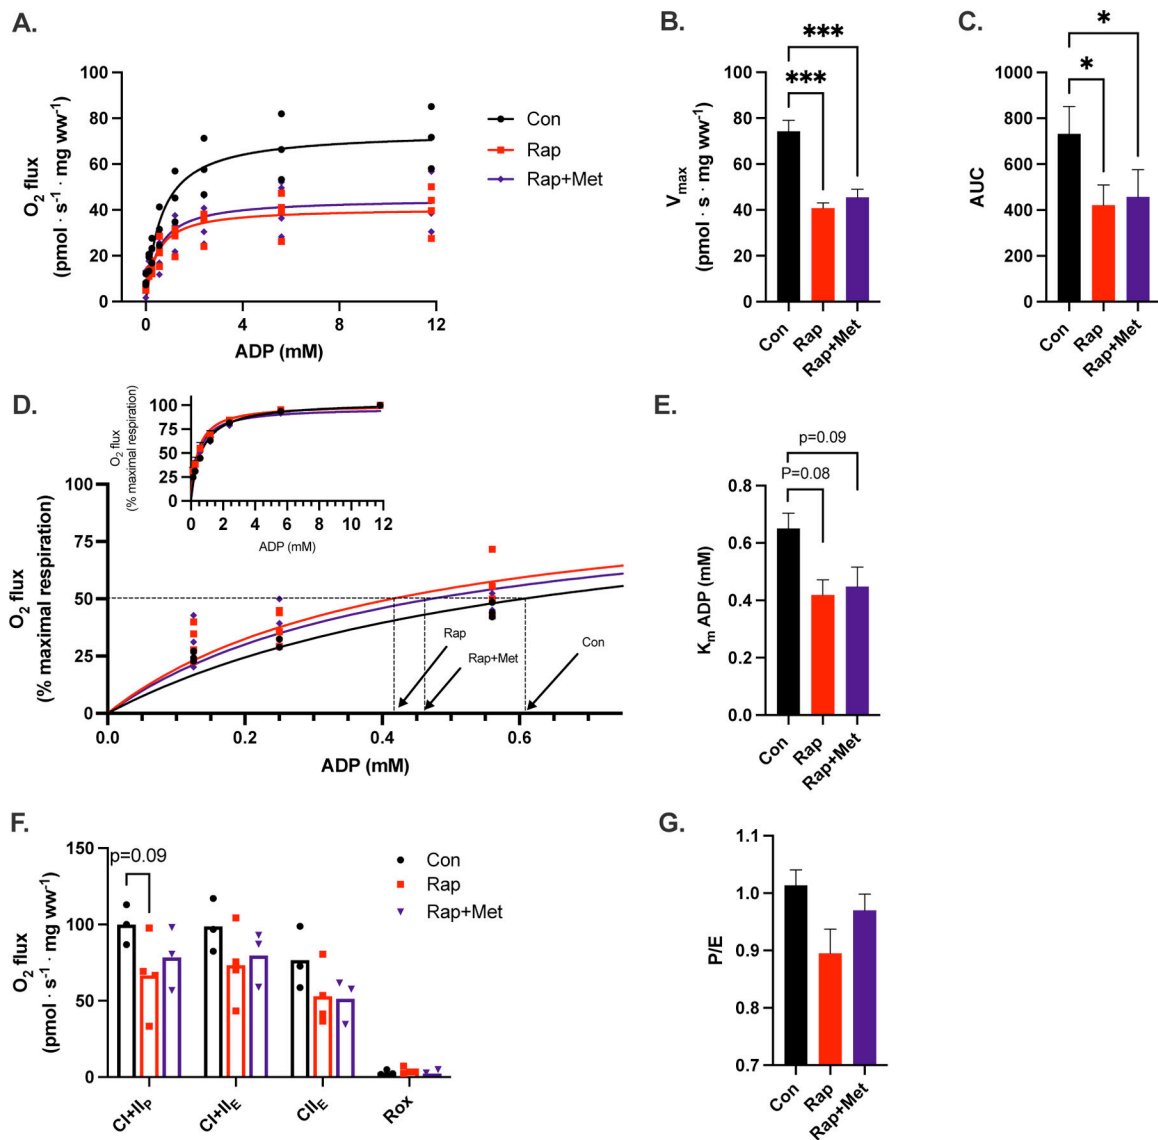 A.
O₂ flux
(pmol · s⁻¹ · mg ww⁻¹)
100
80
60
40
20
0
0
4
8
12
ADP (mM)
Con
Rap
Rap+Met
B.
***
***
Vmax
(pmol · s · mg ww⁻¹)
100
80
60
40
20
0
Con
Rap
Rap+Met
C.
*
*
AUC
1000
800
600
400
200
0
Con
Rap
Rap+Met
D.
O₂ flux
(% maximal respiration)
100
75
50
25
0
0
2
4
6
8
10
12
ADP (mM)
O₂ flux
(% maximal respiration)
100
75
50
25
0
Rap
Rap+Met
Con
0.0
0.2
0.4
0.6
ADP (mM)
E.
p=0.09
P=0.08
Kₘ ADP (mM)
0.8
0.6
0.4
0.2
0.0
Con
Rap
Rap+Met
F.
O₂ flux
(pmol · s⁻¹ · mg ww⁻¹)
150
100
50
0
p=0.09
Con
Rap
Rap+Met
CI+IIP
CI+IIE
CIIE
Rox
G.
P/E
1.1
1.0
0.9
0.8
0.7
Con
Rap
Rap+Met